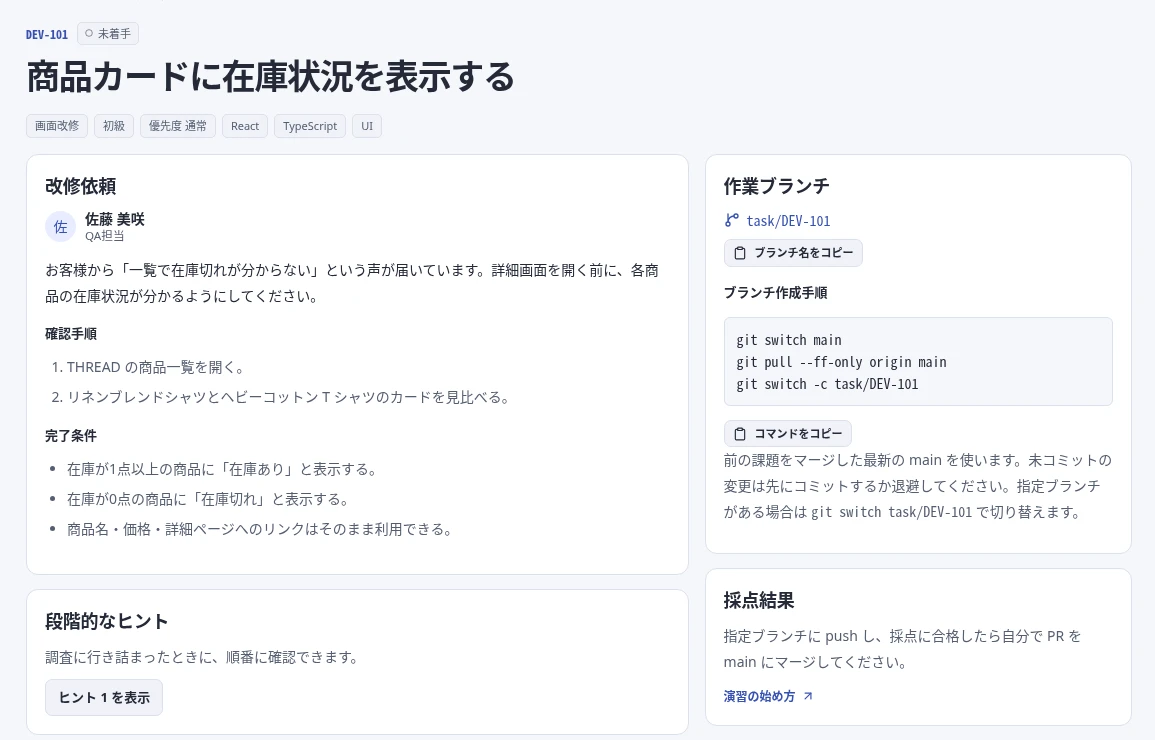 DEV-101 未着手
商品カードに在庫状況を表示する
画面改修 初級 優先度 通常 React TypeScript UI
改修依頼
佐
佐藤 美咲
QA担当
お客様から「一覧で在庫切れが分からない」という声が届いています。詳細画面を開く前に、各商
品の在庫状況が分かるようにしてください。
確認手順
1. THREAD の商品一覧を開く。
2. リネンブレンドシャツとヘビーコットン T シャツのカードを見比べる。
完了条件
• 在庫が1点以上の商品に「在庫あり」と表示する。
• 在庫が0点の商品に「在庫切れ」と表示する。
• 商品名・価格・詳細ページへのリンクはそのまま利用できる。
段階的なヒント
調査に行き詰まったときに、順番に確認できます。
ヒント 1 を表示
作業ブランチ
task/DEV-101
ブランチ名をコピー
ブランチ作成手順
git switch main
git pull --ff-only origin main
git switch -c task/DEV-101
コマンドをコピー
前の課題をマージした最新の main を使います。未コミットの
変更は先にコミットするか退避してください。指定ブランチ
がある場合は git switch task/DEV-101 で切り替えます。
採点結果
指定ブランチに push し、採点に合格したら自分で PR を
main にマージしてください。
演習の始め方